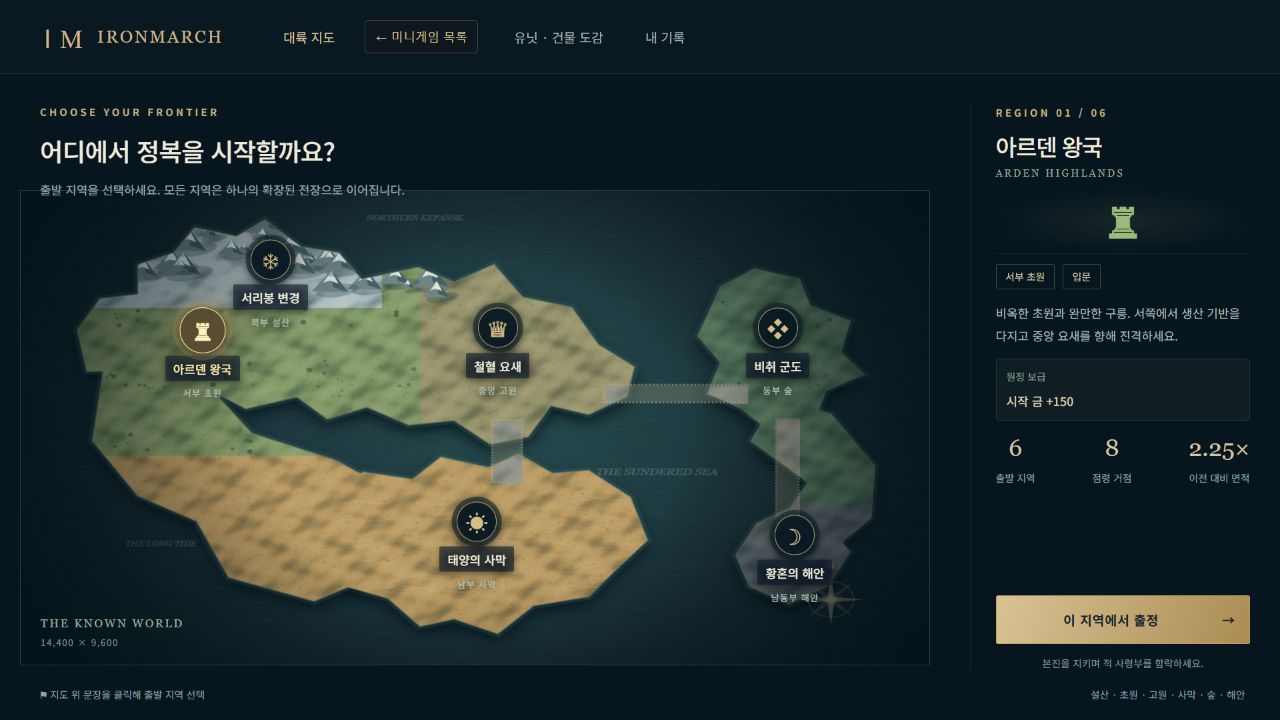 I M IRONMARCH 대륙 지도 ← 미니게임 목록 유닛 · 건물 도감 내 기록
CHOOSE YOUR FRONTIER
어디에서 정복을 시작할까요?
출발 지역을 선택하세요. 모든 지역은 하나의 확장된 전장으로 이어집니다.
NORTHERN EXPANSE
서리봉 변경
북부 설산
아르덴 왕국
서부 초원
철혈 요새
중앙 고원
비취 군도
동부 숲
THE SUNDERED SEA
태양의 사막
남부 사막
THE LONG TIDE
황혼의 해안
남동부 해안
THE KNOWN WORLD
14,400 × 9,600
⚑ 지도 위 문장을 클릭해 출발 지역 선택
REGION 01 / 06
아르덴 왕국
ARDEN HIGHLANDS
서부 초원 입문
비옥한 초원과 완만한 구릉. 서쪽에서 생산 기반을
다지고 중앙 요새를 향해 진격하세요.
원정 보급
시작 금 +150
6 8 2.25×
출발 지역 점령 거점 이전 대비 면적
이 지역에서 출정 →
본진을 지키며 적 사령부를 함락하세요.
설산 · 초원 · 고원 · 사막 · 숲 · 해안